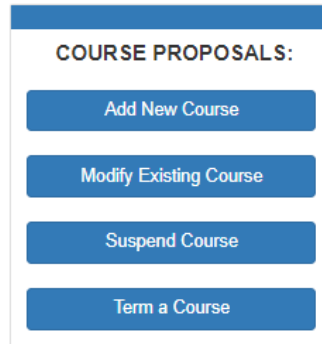 COURSE PROPOSALS:
Add New Course
Modify Existing Course
Suspend Course
Term a Course